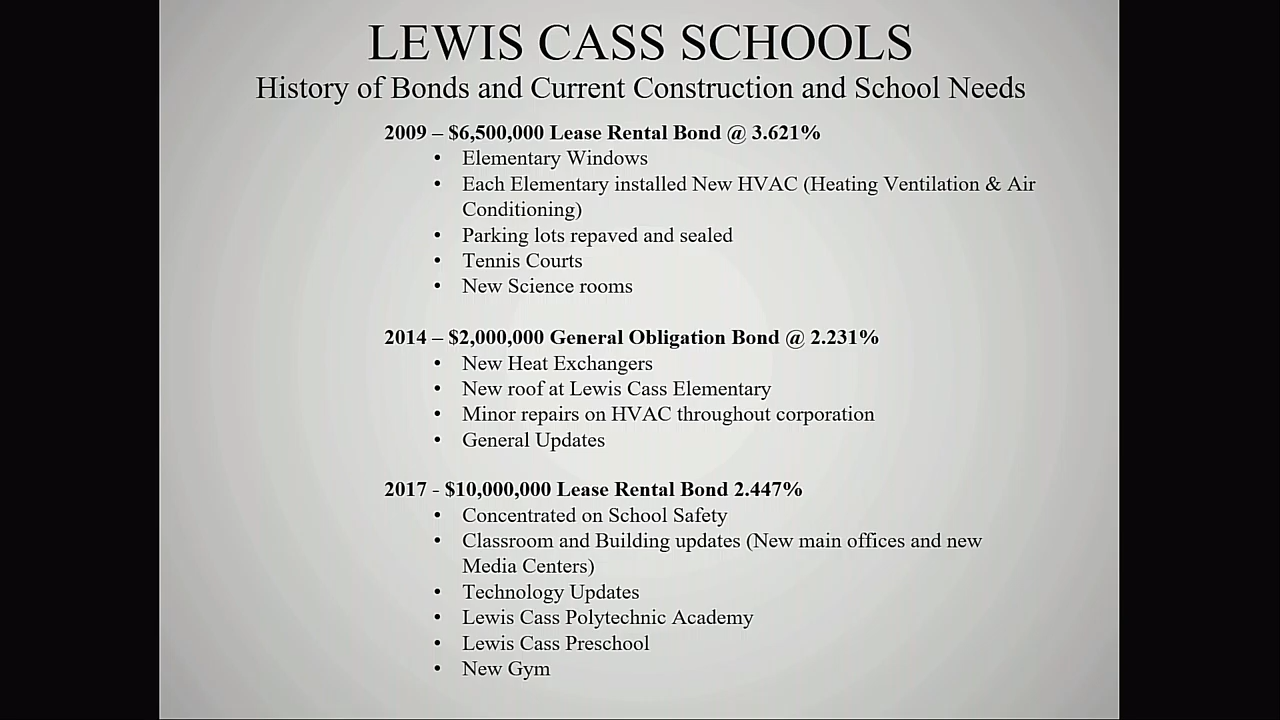 LEWIS CASS SCHOOLS
History of Bonds and Current Construction and School Needs
2009 – $6,500,000 Lease Rental Bond @ 3.621%
• Elementary Windows
• Each Elementary installed New HVAC (Heating Ventilation & Air
Conditioning)
• Parking lots repaved and sealed
• Tennis Courts
• New Science rooms
2014 – $2,000,000 General Obligation Bond @ 2.231%
• New Heat Exchangers
• New roof at Lewis Cass Elementary
• Minor repairs on HVAC throughout corporation
• General Updates
2017 - $10,000,000 Lease Rental Bond 2.447%
• Concentrated on School Safety
• Classroom and Building updates (New main offices and new
Media Centers)
• Technology Updates
• Lewis Cass Polytechnic Academy
• Lewis Cass Preschool
• New Gym